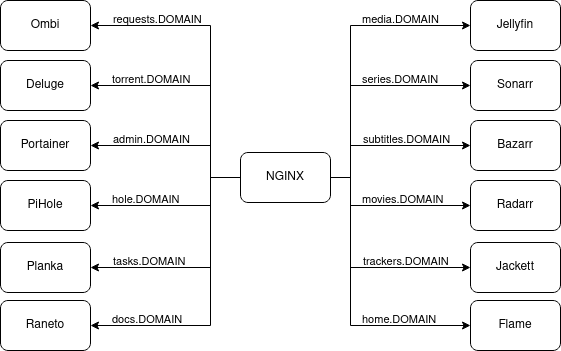 Ombi
requests.DOMAIN
media.DOMAIN
Jellyfin
Deluge
torrent.DOMAIN
series.DOMAIN
Sonarr
Portainer
admin.DOMAIN
subtitles.DOMAIN
Bazarr
NGINX
PiHole
hole.DOMAIN
movies.DOMAIN
Radarr
Planka
tasks.DOMAIN
trackers.DOMAIN
Jackett
Raneto
docs.DOMAIN
home.DOMAIN
Flame